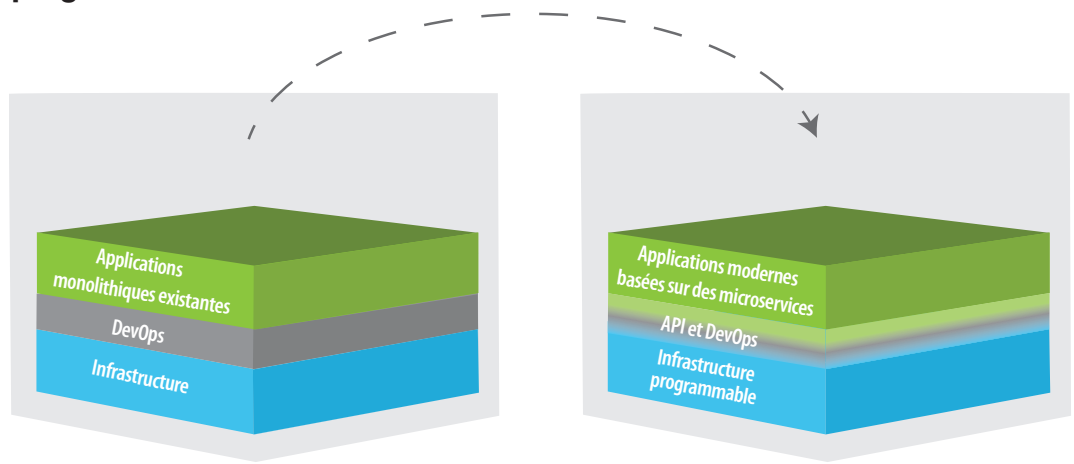 Applications
monolithiques existantes
DevOps
Infrastructure
Applications modernes
basées sur des microservices
API et DevOps
Infrastructure
programmable